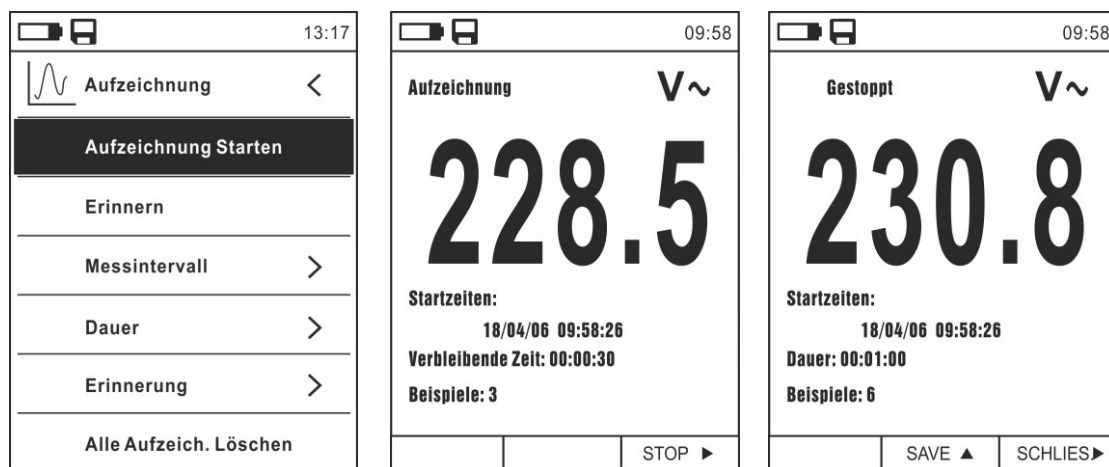 13:17
Aufzeichnung <
Aufzeichnung Starten
Erinnern
Messintervall >
Dauer >
Erinnerung >
Alle Aufzeich. Löschen
09:58
Aufzeichnung V~
228.5
Startzeiten:
18/04/06 09:58:26
Verbleibende Zeit: 00:00:30
Beispiele: 3
STOP ▶
09:58
Gestoppt V~
230.8
Startzeiten:
18/04/06 09:58:26
Dauer: 00:01:00
Beispiele: 6
SAVE ▲ SCHLIES▶